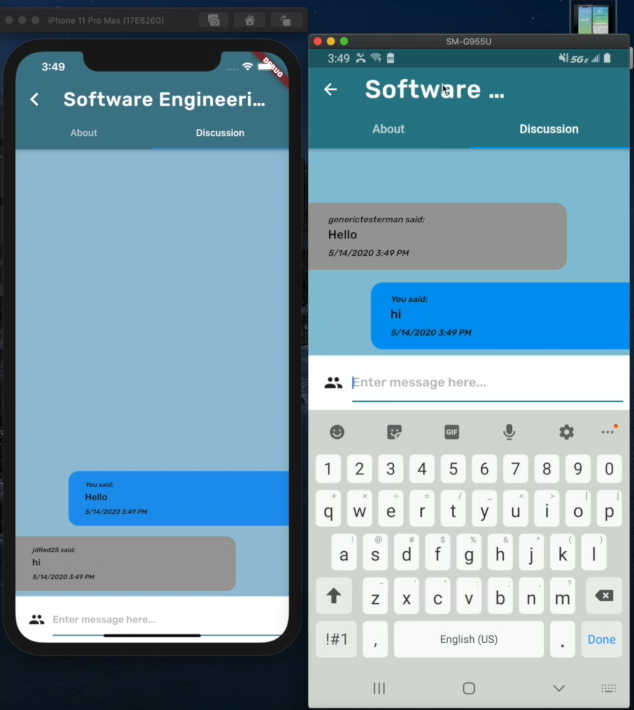 iPhone 11 Pro Max (17E8260)
3:49
DEBUG
Software Engineeri…
About
Discussion
You said:
Hello
5/14/2020 3:49 PM
jdRed25 said:
hi
5/14/2020 3:49 PM
Enter message here...
SM-G955U
3:49
5G E
Software …
About
Discussion
generictesterman said:
Hello
5/14/2020 3:49 PM
You said:
hi
5/14/2020 3:49 PM
Enter message here...
GIF
1 2 3 4 5 6 7 8 9 0
+ × ÷ = / _ < > [ ]
q w e r t y u i o p
! @ # $ % & * ( )
a s d f g h j k l
- ' " : ; , ?
z x c v b n m
!#1 , English (US) . Done